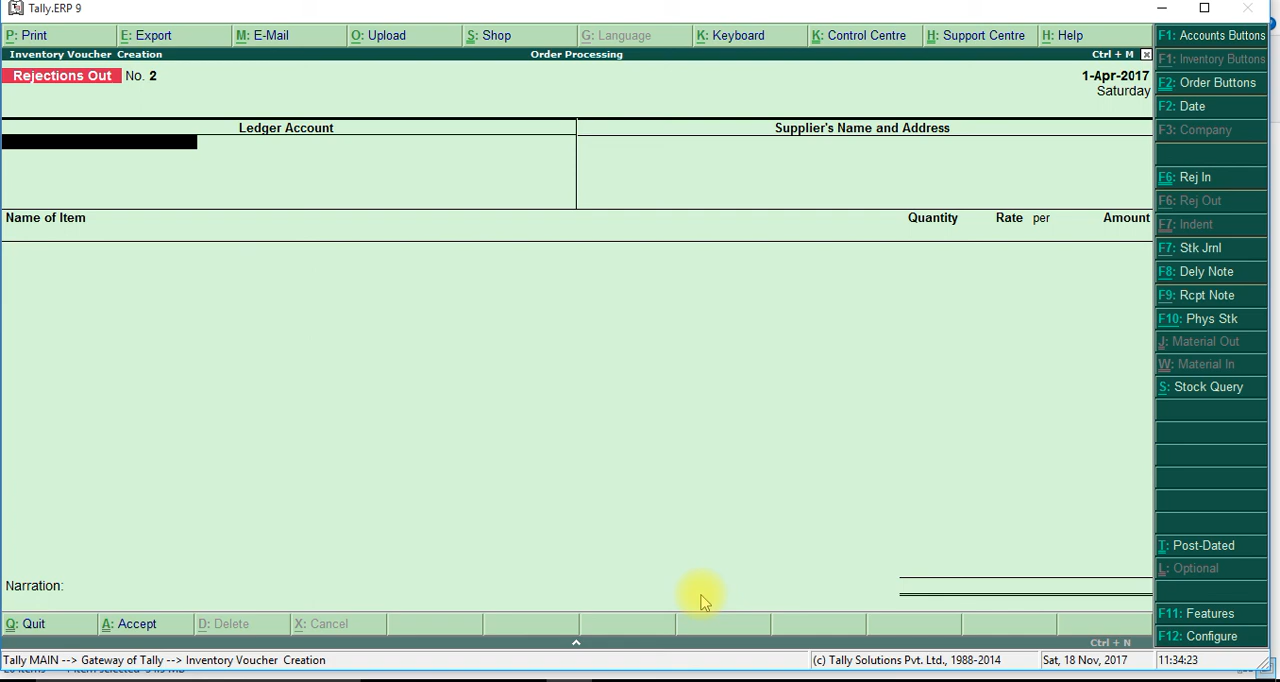 Tally.ERP 9
P: Print
E: Export
M: E-Mail
O: Upload
S: Shop
G: Language
K: Keyboard
K: Control Centre
H: Support Centre
H: Help
Inventory Voucher Creation
Order Processing
Ctrl + M
Rejections Out No. 2
1-Apr-2017
Saturday
Ledger Account
Supplier's Name and Address
Name of Item
Quantity
Rate per
Amount
Narration:
F1: Accounts Buttons
F1: Inventory Buttons
F2: Order Buttons
F2: Date
F3: Company
F6: Rej In
F6: Rej Out
F7: Indent
F7: Stk Jrnl
F8: Dely Note
F9: Rcpt Note
F10: Phys Stk
J: Material Out
W: Material In
S: Stock Query
T: Post-Dated
L: Optional
F11: Features
F12: Configure
Q: Quit
A: Accept
D: Delete
X: Cancel
Ctrl + N
Tally MAIN --> Gateway of Tally --> Inventory Voucher Creation
(c) Tally Solutions Pvt. Ltd., 1988-2014
Sat, 18 Nov, 2017
11:34:23